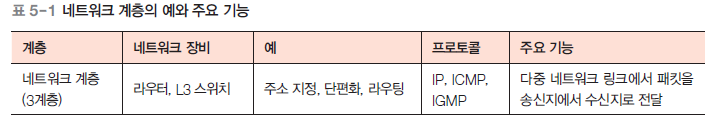 표 5-1 네트워크 계층의 예와 주요 기능
계층 네트워크 장비 예 프로토콜 주요 기능
네트워크 계층
(3계층)
라우터, L3 스위치
주소 지정, 단편화, 라우팅
IP, ICMP,
IGMP
다중 네트워크 링크에서 패킷을
송신지에서 수신지로 전달